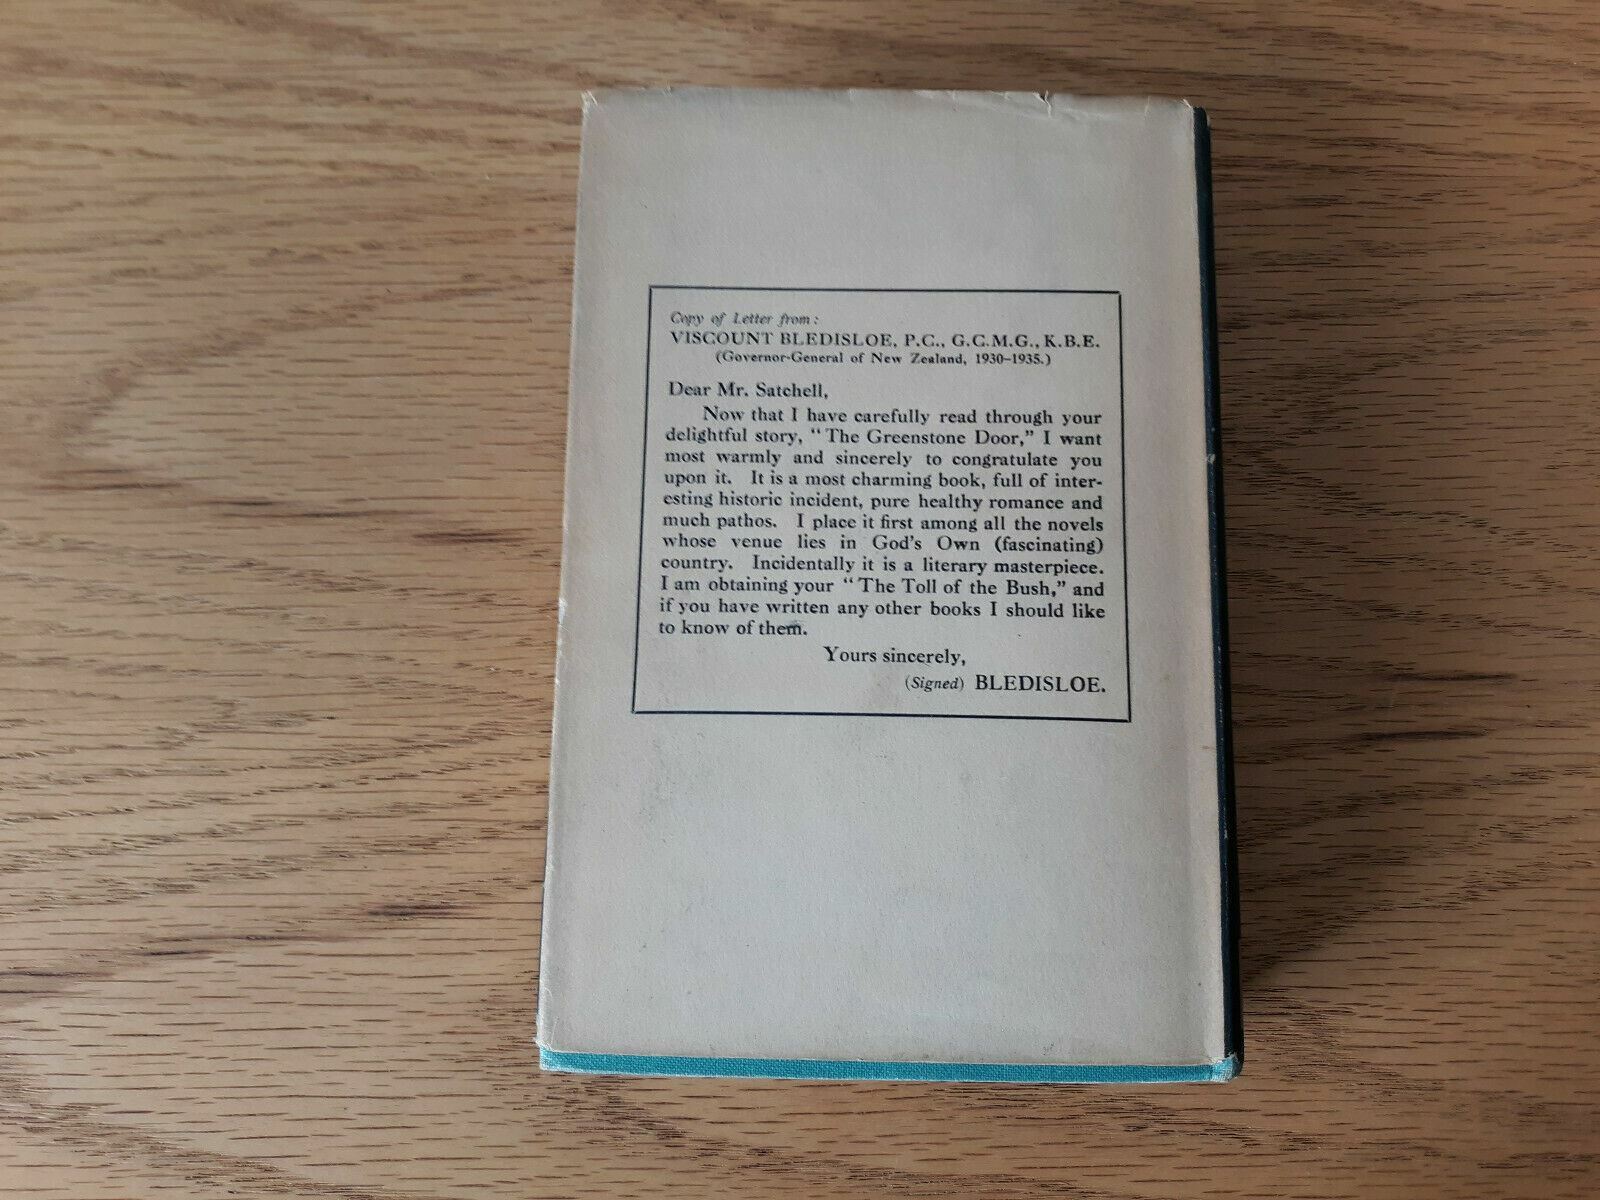 Copy of Letter from:
VISCOUNT BLEDISLOE, P.C., G.C.M.G., K.B.E.
(Governor-General of New Zealand, 1930-1935.)
Dear Mr. Satchell,
Now that I have carefully read through your
delightful story, "The Greenstone Door," I want
most warmly and sincerely to congratulate you
upon it. It is a most charming book, full of inter-
esting historic incident, pure healthy romance and
much pathos. I place it first among all the novels
whose venue lies in God's Own (fascinating)
country. Incidentally it is a literary masterpiece.
I am obtaining your "The Toll of the Bush," and
if you have written any other books I should like
to know of them.
Yours sincerely,
(Signed) BLEDISLOE.